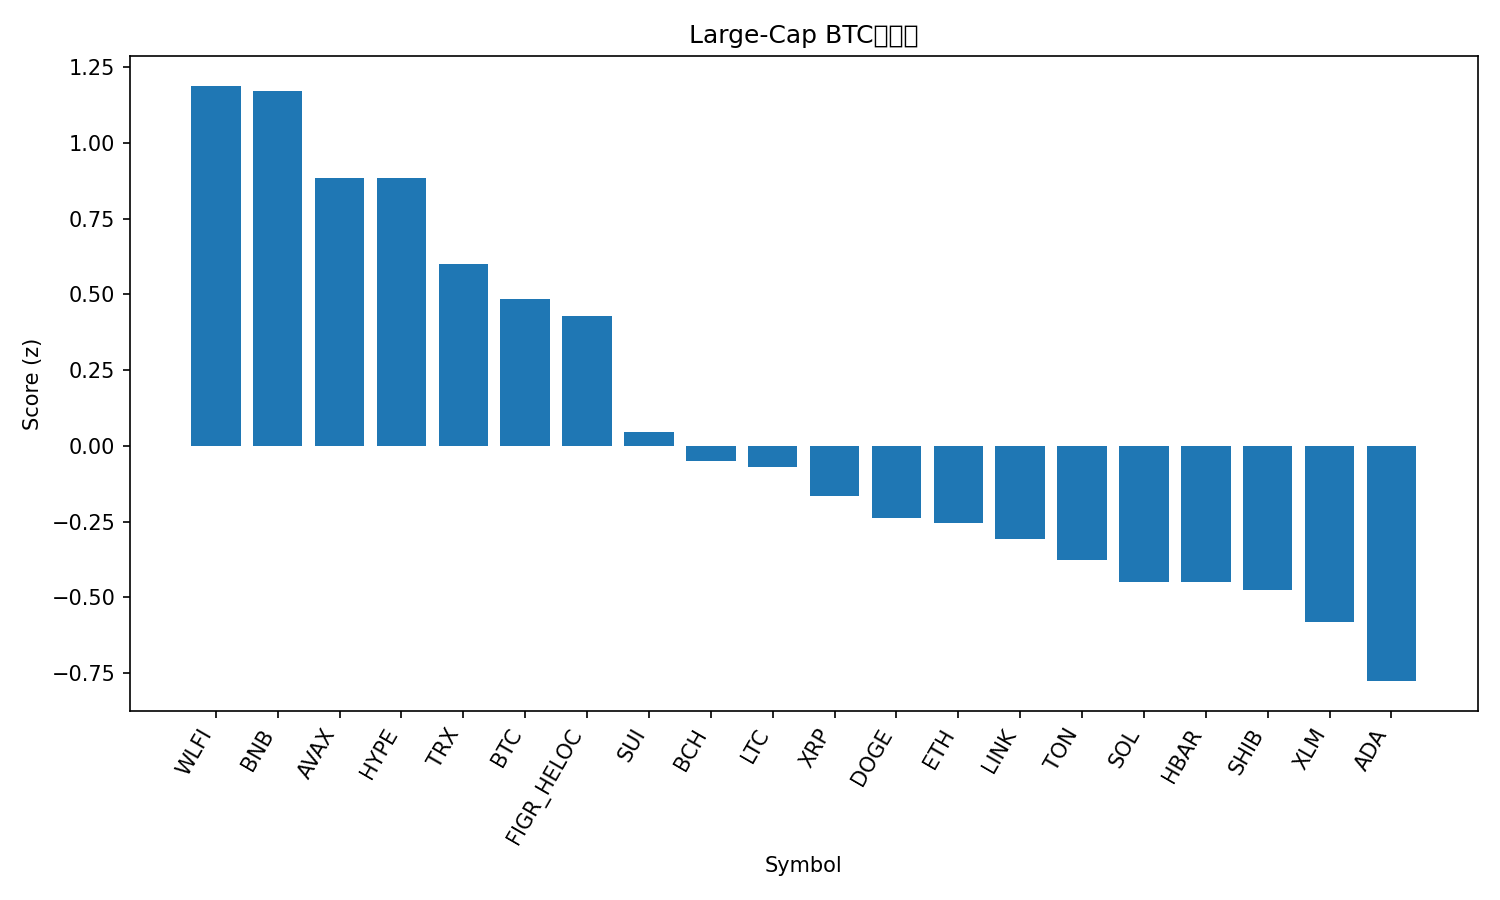 Large-Cap BTC
1.25
1.00
0.75
0.50
0.25
0.00
−0.25
−0.50
−0.75
Score (z)
WLFI
BNB
AVAX
HYPE
TRX
BTC
FIGR_HELOC
SUI
BCH
LTC
XRP
DOGE
ETH
LINK
TON
SOL
HBAR
SHIB
XLM
ADA
Symbol